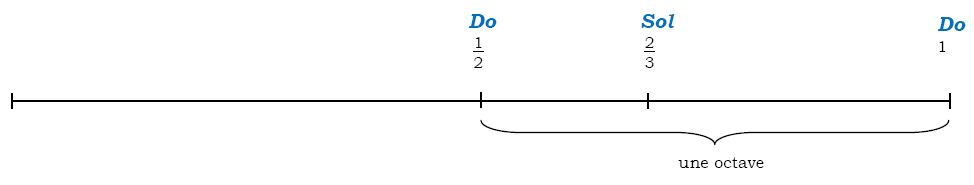 Do Sol Do
1/2 2/3 1
une octave